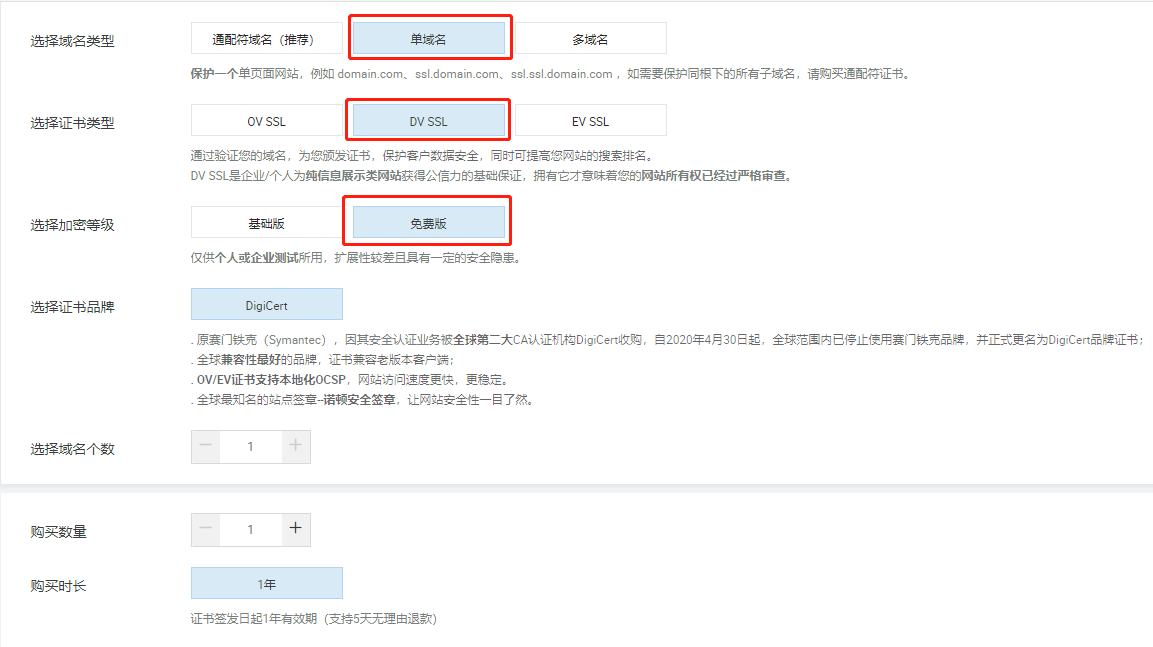 选择域名类型
通配符域名（推荐）
单域名
多域名
保护一个单页面网站，例如 domain.com、ssl.domain.com、ssl.ssl.domain.com ，如需要保护同根下的所有子域名，请购买通配符证书。
选择证书类型
OV SSL
DV SSL
EV SSL
通过验证您的域名，为您颁发证书，保护客户数据安全，同时可提高您网站的搜索排名。
DV SSL是企业/个人为纯信息展示类网站获得公信力的基础保证，拥有它才意味着您的网站所有权已经过严格审查。
选择加密等级
基础版
免费版
仅供个人或企业测试所用，扩展性较差且具有一定的安全隐患。
选择证书品牌
DigiCert
. 原赛门铁克（Symantec），因其安全认证业务被全球第二大CA认证机构DigiCert收购，自2020年4月30日起，全球范围内已停止使用赛门铁克品牌，并正式更名为DigiCert品牌证书；
. 全球兼容性最好的品牌，证书兼容老版本客户端；
. OV/EV证书支持本地化OCSP，网站访问速度更快，更稳定。
. 全球最知名的站点签章--诺顿安全签章，让网站安全性一目了然。
选择域名个数
— 1 +
购买数量
— 1 +
购买时长
1年
证书签发日起1年有效期（支持5天无理由退款）